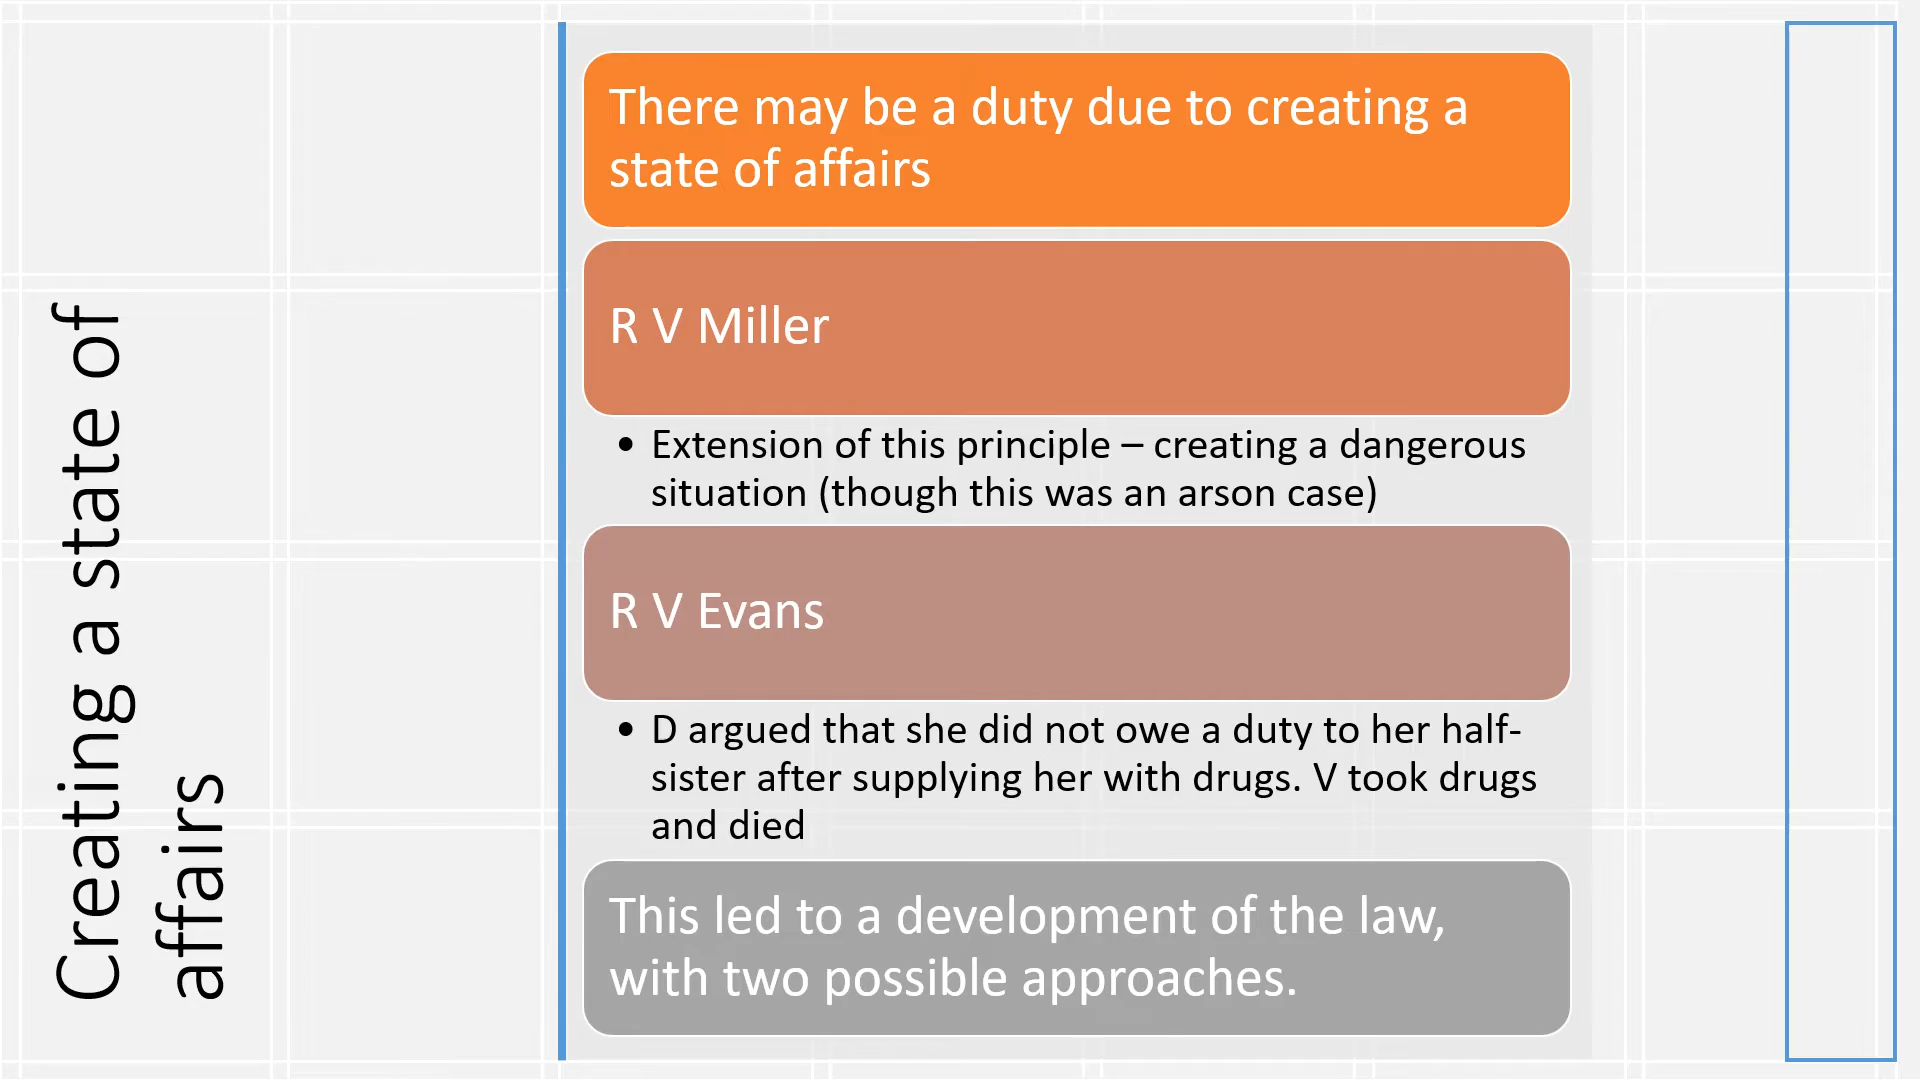 Creating a state of
affairs
There may be a duty due to creating a
state of affairs
R V Miller
• Extension of this principle – creating a dangerous
situation (though this was an arson case)
R V Evans
• D argued that she did not owe a duty to her half-
sister after supplying her with drugs. V took drugs
and died
This led to a development of the law,
with two possible approaches.